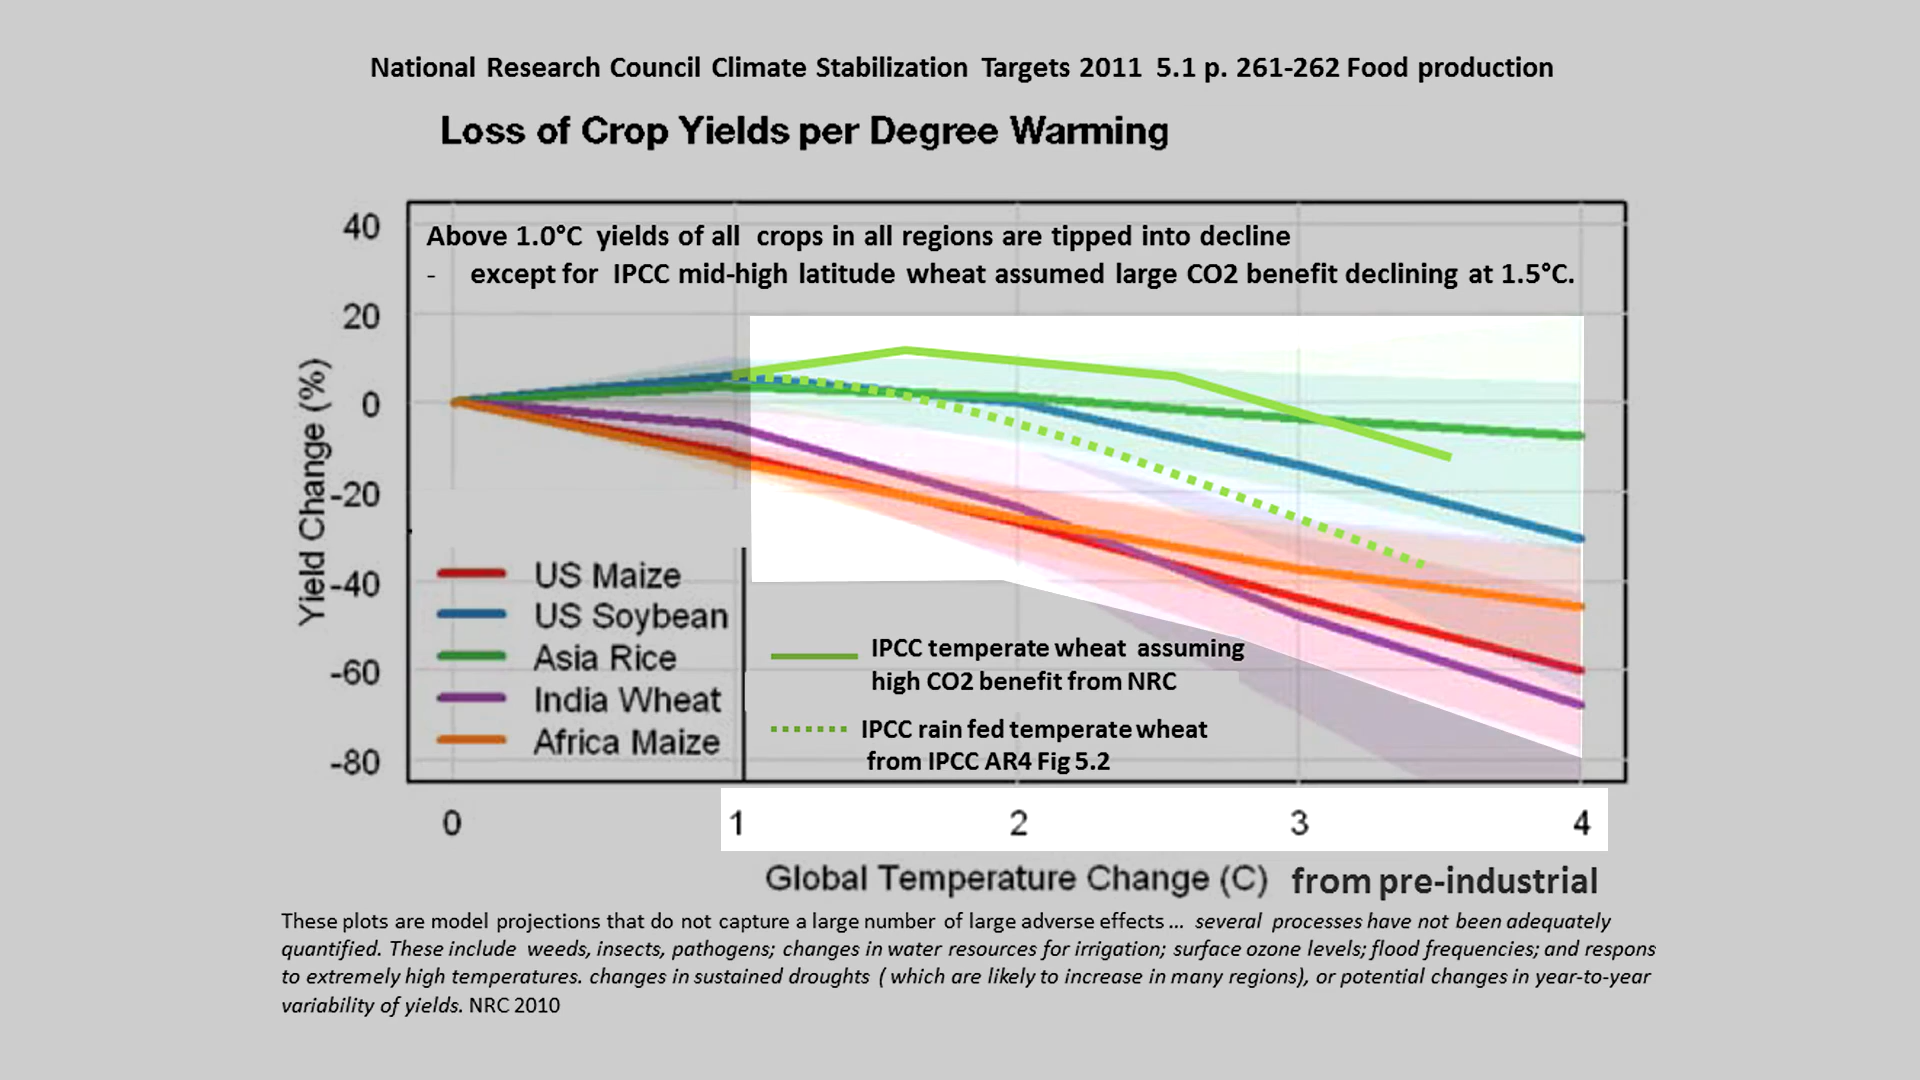 National Research Council Climate Stabilization Targets 2011 5.1 p. 261-262 Food production
Loss of Crop Yields per Degree Warming
Above 1.0°C yields of all crops in all regions are tipped into decline
- except for IPCC mid-high latitude wheat assumed large CO2 benefit declining at 1.5°C.
Yield Change (%)
40
20
0
-20
-40
-60
-80
US Maize
US Soybean
Asia Rice
India Wheat
Africa Maize
IPCC temperate wheat assuming
high CO2 benefit from NRC
IPCC rain fed temperate wheat
from IPCC AR4 Fig 5.2
0 1 2 3 4
Global Temperature Change (C) from pre-industrial
These plots are model projections that do not capture a large number of large adverse effects ... several processes have not been adequately
quantified. These include weeds, insects, pathogens; changes in water resources for irrigation; surface ozone levels; flood frequencies; and respons
to extremely high temperatures. changes in sustained droughts ( which are likely to increase in many regions), or potential changes in year-to-year
variability of yields. NRC 2010